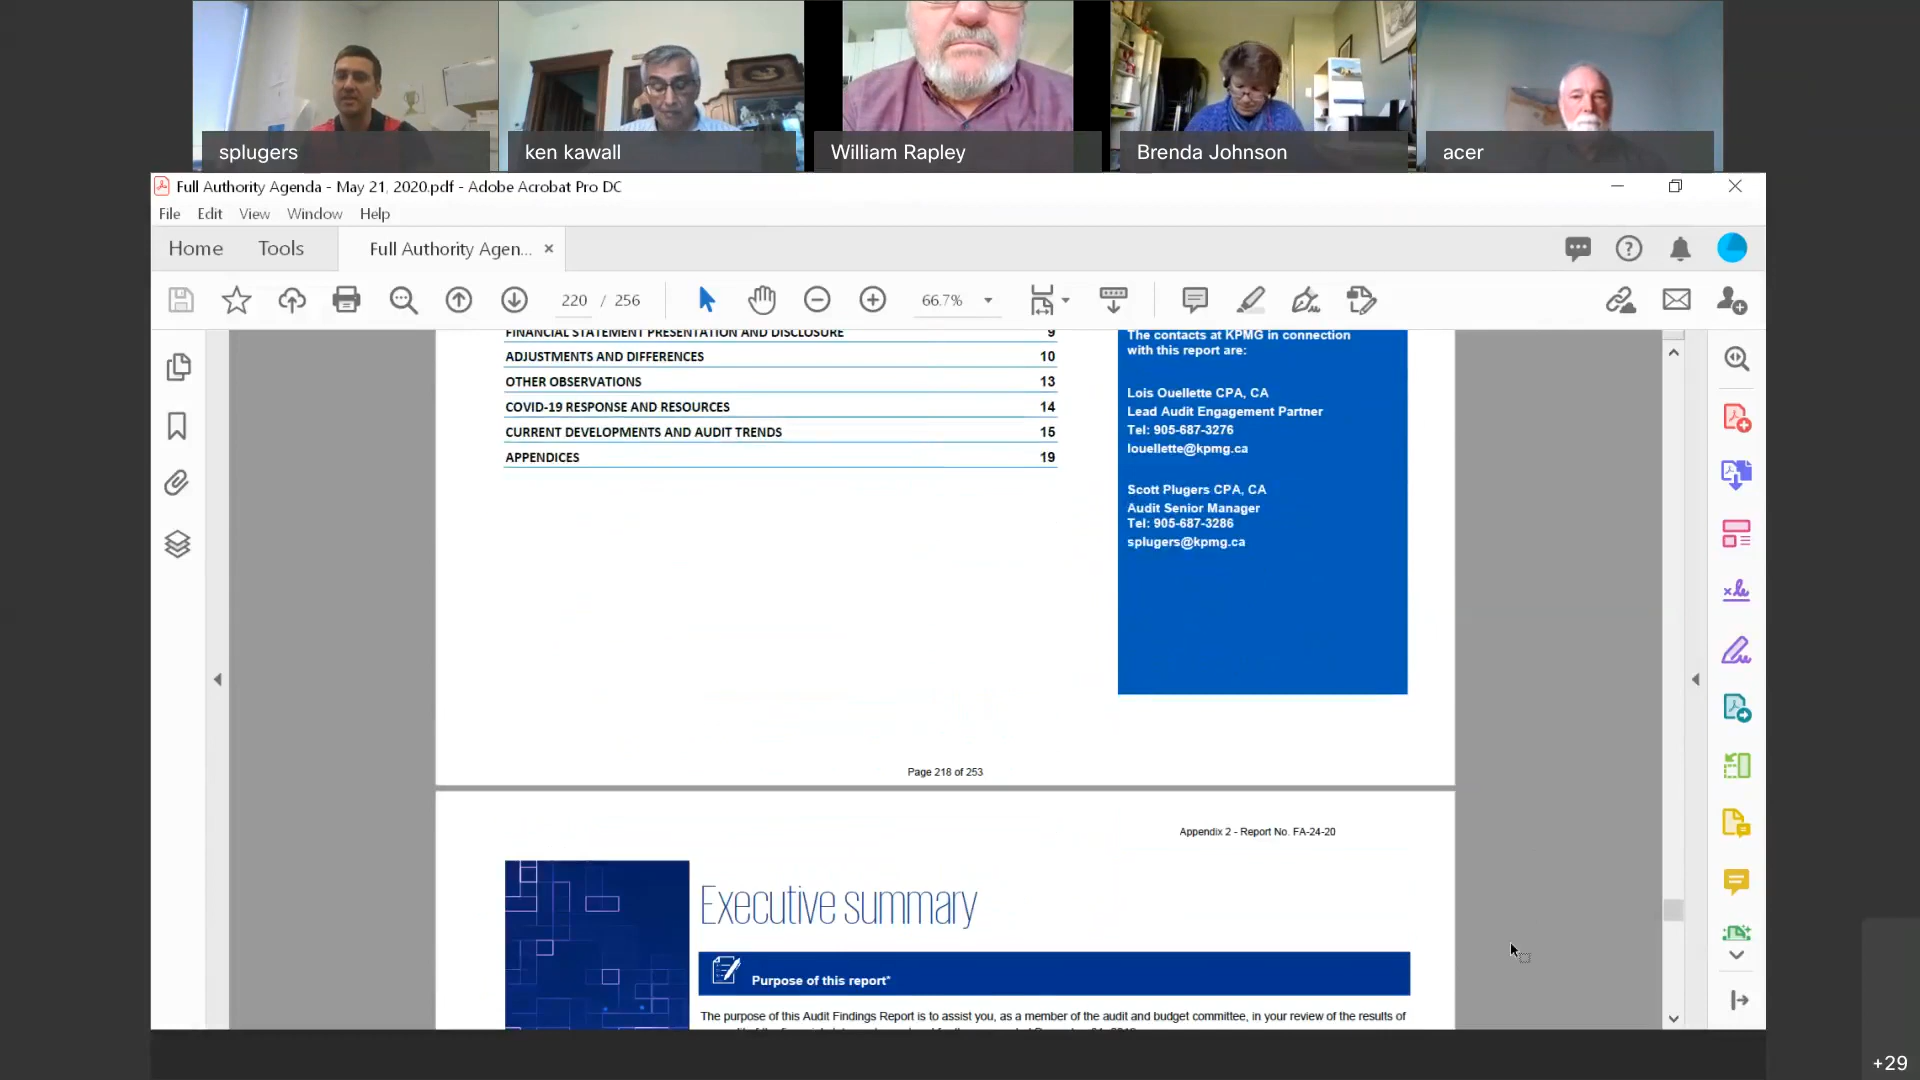 splugers
ken kawall
William Rapley
Brenda Johnson
acer
Full Authority Agenda - May 21, 2020.pdf - Adobe Acrobat Pro DC
File Edit View Window Help
Home Tools Full Authority Agen... ×
220 / 256 66.7%
FINANCIAL STATEMENT PRESENTATION AND DISCLOSURE 9
ADJUSTMENTS AND DIFFERENCES 10
OTHER OBSERVATIONS 13
COVID-19 RESPONSE AND RESOURCES 14
CURRENT DEVELOPMENTS AND AUDIT TRENDS 15
APPENDICES 19
The contacts at KPMG in connection
with this report are:
Lois Ouellette CPA, CA
Lead Audit Engagement Partner
Tel: 905-687-3276
louellette@kpmg.ca
Scott Plugers CPA, CA
Audit Senior Manager
Tel: 905-687-3286
splugers@kpmg.ca
Page 218 of 253
Appendix 2 - Report No. FA-24-20
Executive summary
Purpose of this report*
The purpose of this Audit Findings Report is to assist you, as a member of the audit and budget committee, in your review of the results of
+29